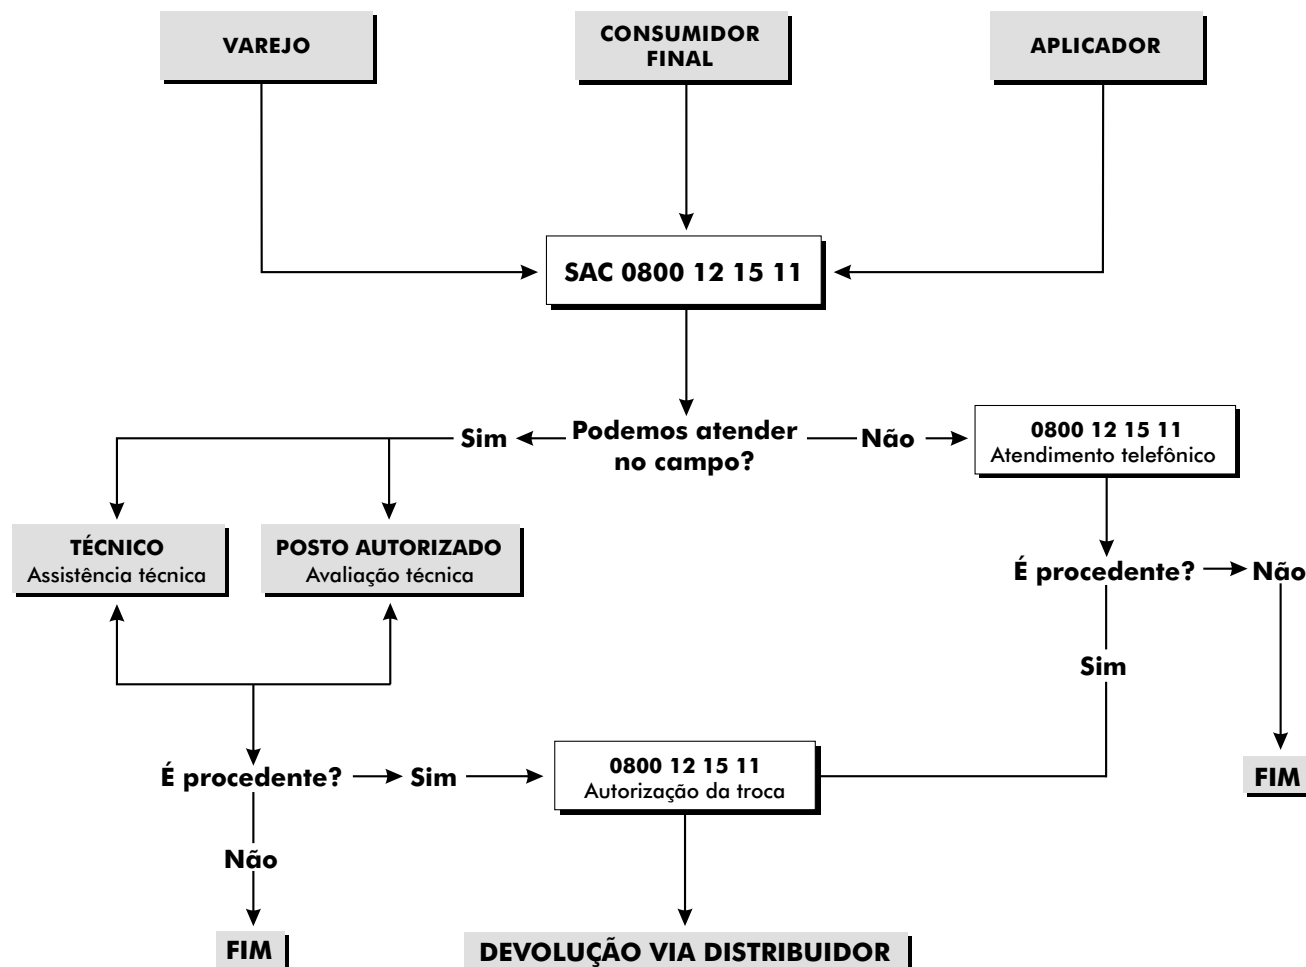 VAREJO
CONSUMIDOR
FINAL
APLICADOR
SAC 0800 12 15 11
Sim
Podemos atender
no campo?
Não
0800 12 15 11
Atendimento telefônico
TÉCNICO
Assistência técnica
POSTO AUTORIZADO
Avaliação técnica
É procedente?
Não
Sim
É procedente?
Sim
0800 12 15 11
Autorização da troca
FIM
Não
FIM
DEVOLUÇÃO VIA DISTRIBUIDOR